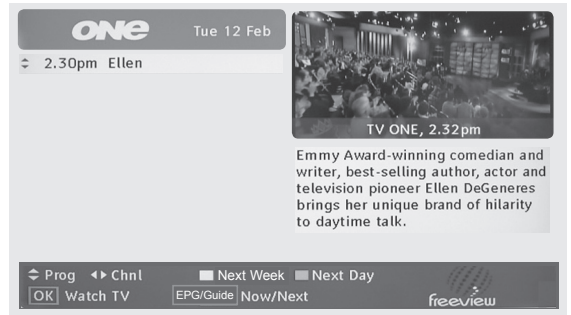 ONE Tue 12 Feb
2.30pm Ellen
TV ONE, 2.32pm
Emmy Award-winning comedian and
writer, best-selling author, actor and
television pioneer Ellen DeGeneres
brings her unique brand of hilarity
to daytime talk.
Prog Chnl Next Week Next Day
OK Watch TV EPG/Guide Now/Next
freeview